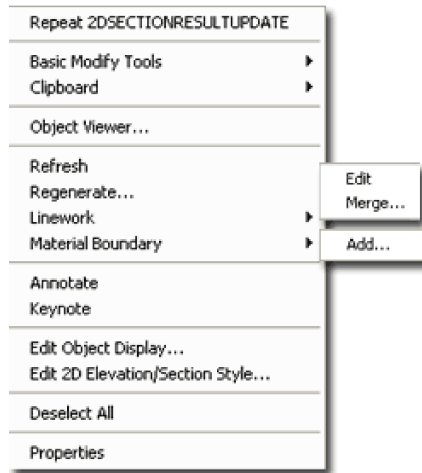 Repeat 2DSECTIONRESULTUPDATE
Basic Modify Tools
Clipboard
Object Viewer...
Refresh
Regenerate...
Linework
Edit
Merge...
Material Boundary
Add...
Annotate
Keynote
Edit Object Display...
Edit 2D Elevation/Section Style...
Deselect All
Properties